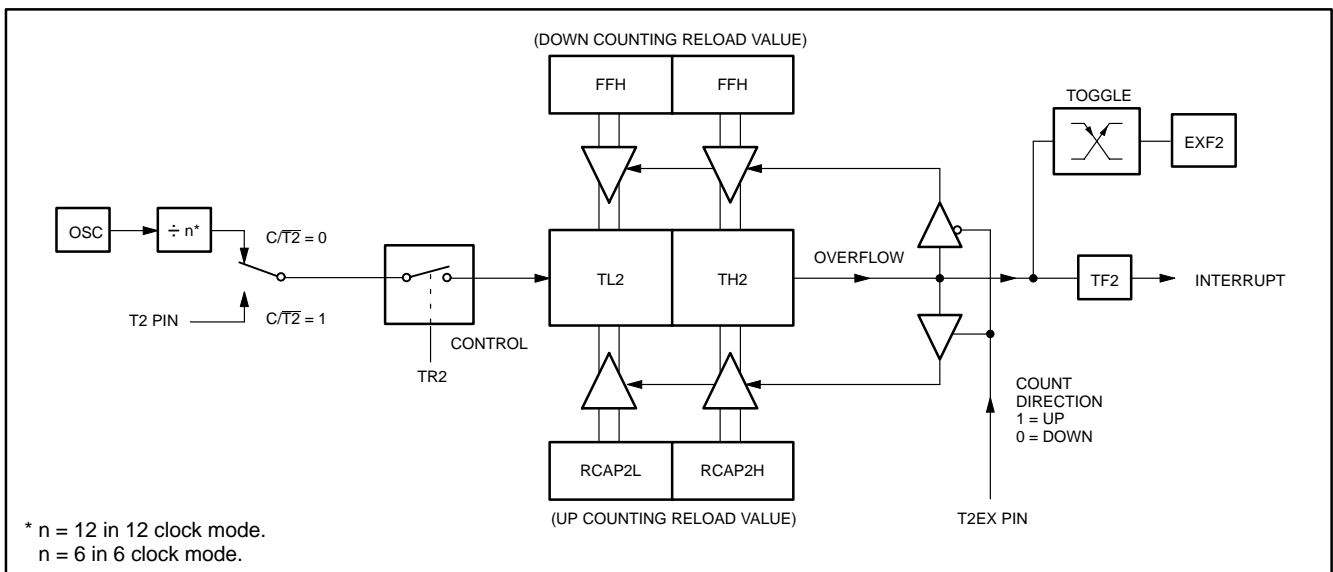 (DOWN COUNTING RELOAD VALUE)
FFH FFH
TOGGLE
EXF2
OSC ÷ n* C/T2̅ = 0
TL2 TH2 OVERFLOW
TF2 INTERRUPT
T2 PIN C/T2̅ = 1
CONTROL
TR2
COUNT
DIRECTION
1 = UP
0 = DOWN
RCAP2L RCAP2H
(UP COUNTING RELOAD VALUE)
T2EX PIN
* n = 12 in 12 clock mode.
n = 6 in 6 clock mode.